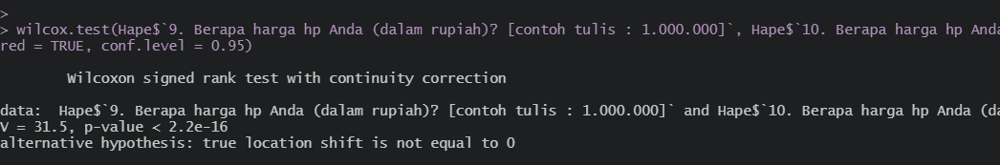 >
> wilcox.test(Hape$`9. Berapa harga hp Anda (dalam rupiah)? [contoh tulis : 1.000.000]`, Hape$`10. Berapa harga hp Anda
red = TRUE, conf.level = 0.95)
Wilcoxon signed rank test with continuity correction
data:  Hape$`9. Berapa harga hp Anda (dalam rupiah)? [contoh tulis : 1.000.000]` and Hape$`10. Berapa harga hp Anda (da
V = 31.5, p-value < 2.2e-16
alternative hypothesis: true location shift is not equal to 0